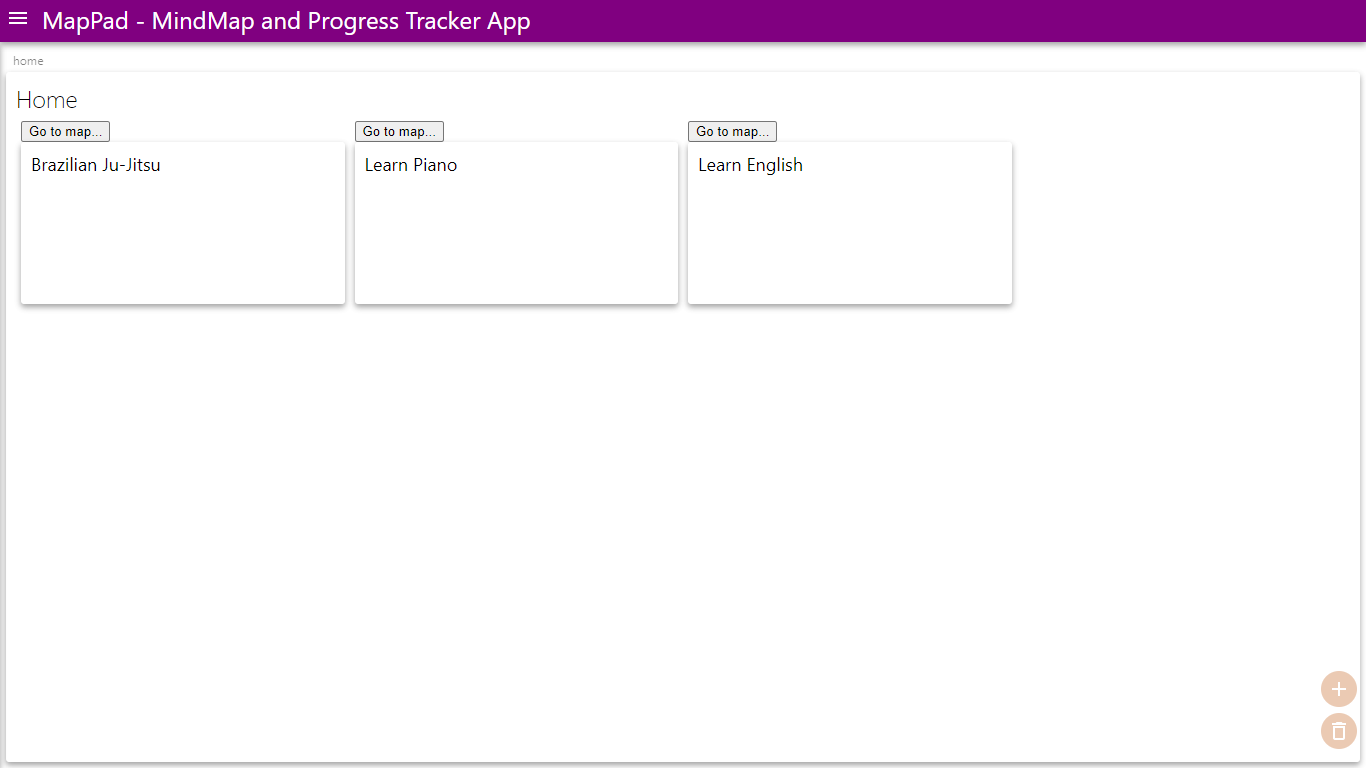 MapPad - MindMap and Progress Tracker App
home
Home
Go to map... Go to map... Go to map...
Brazilian Ju-Jitsu Learn Piano Learn English